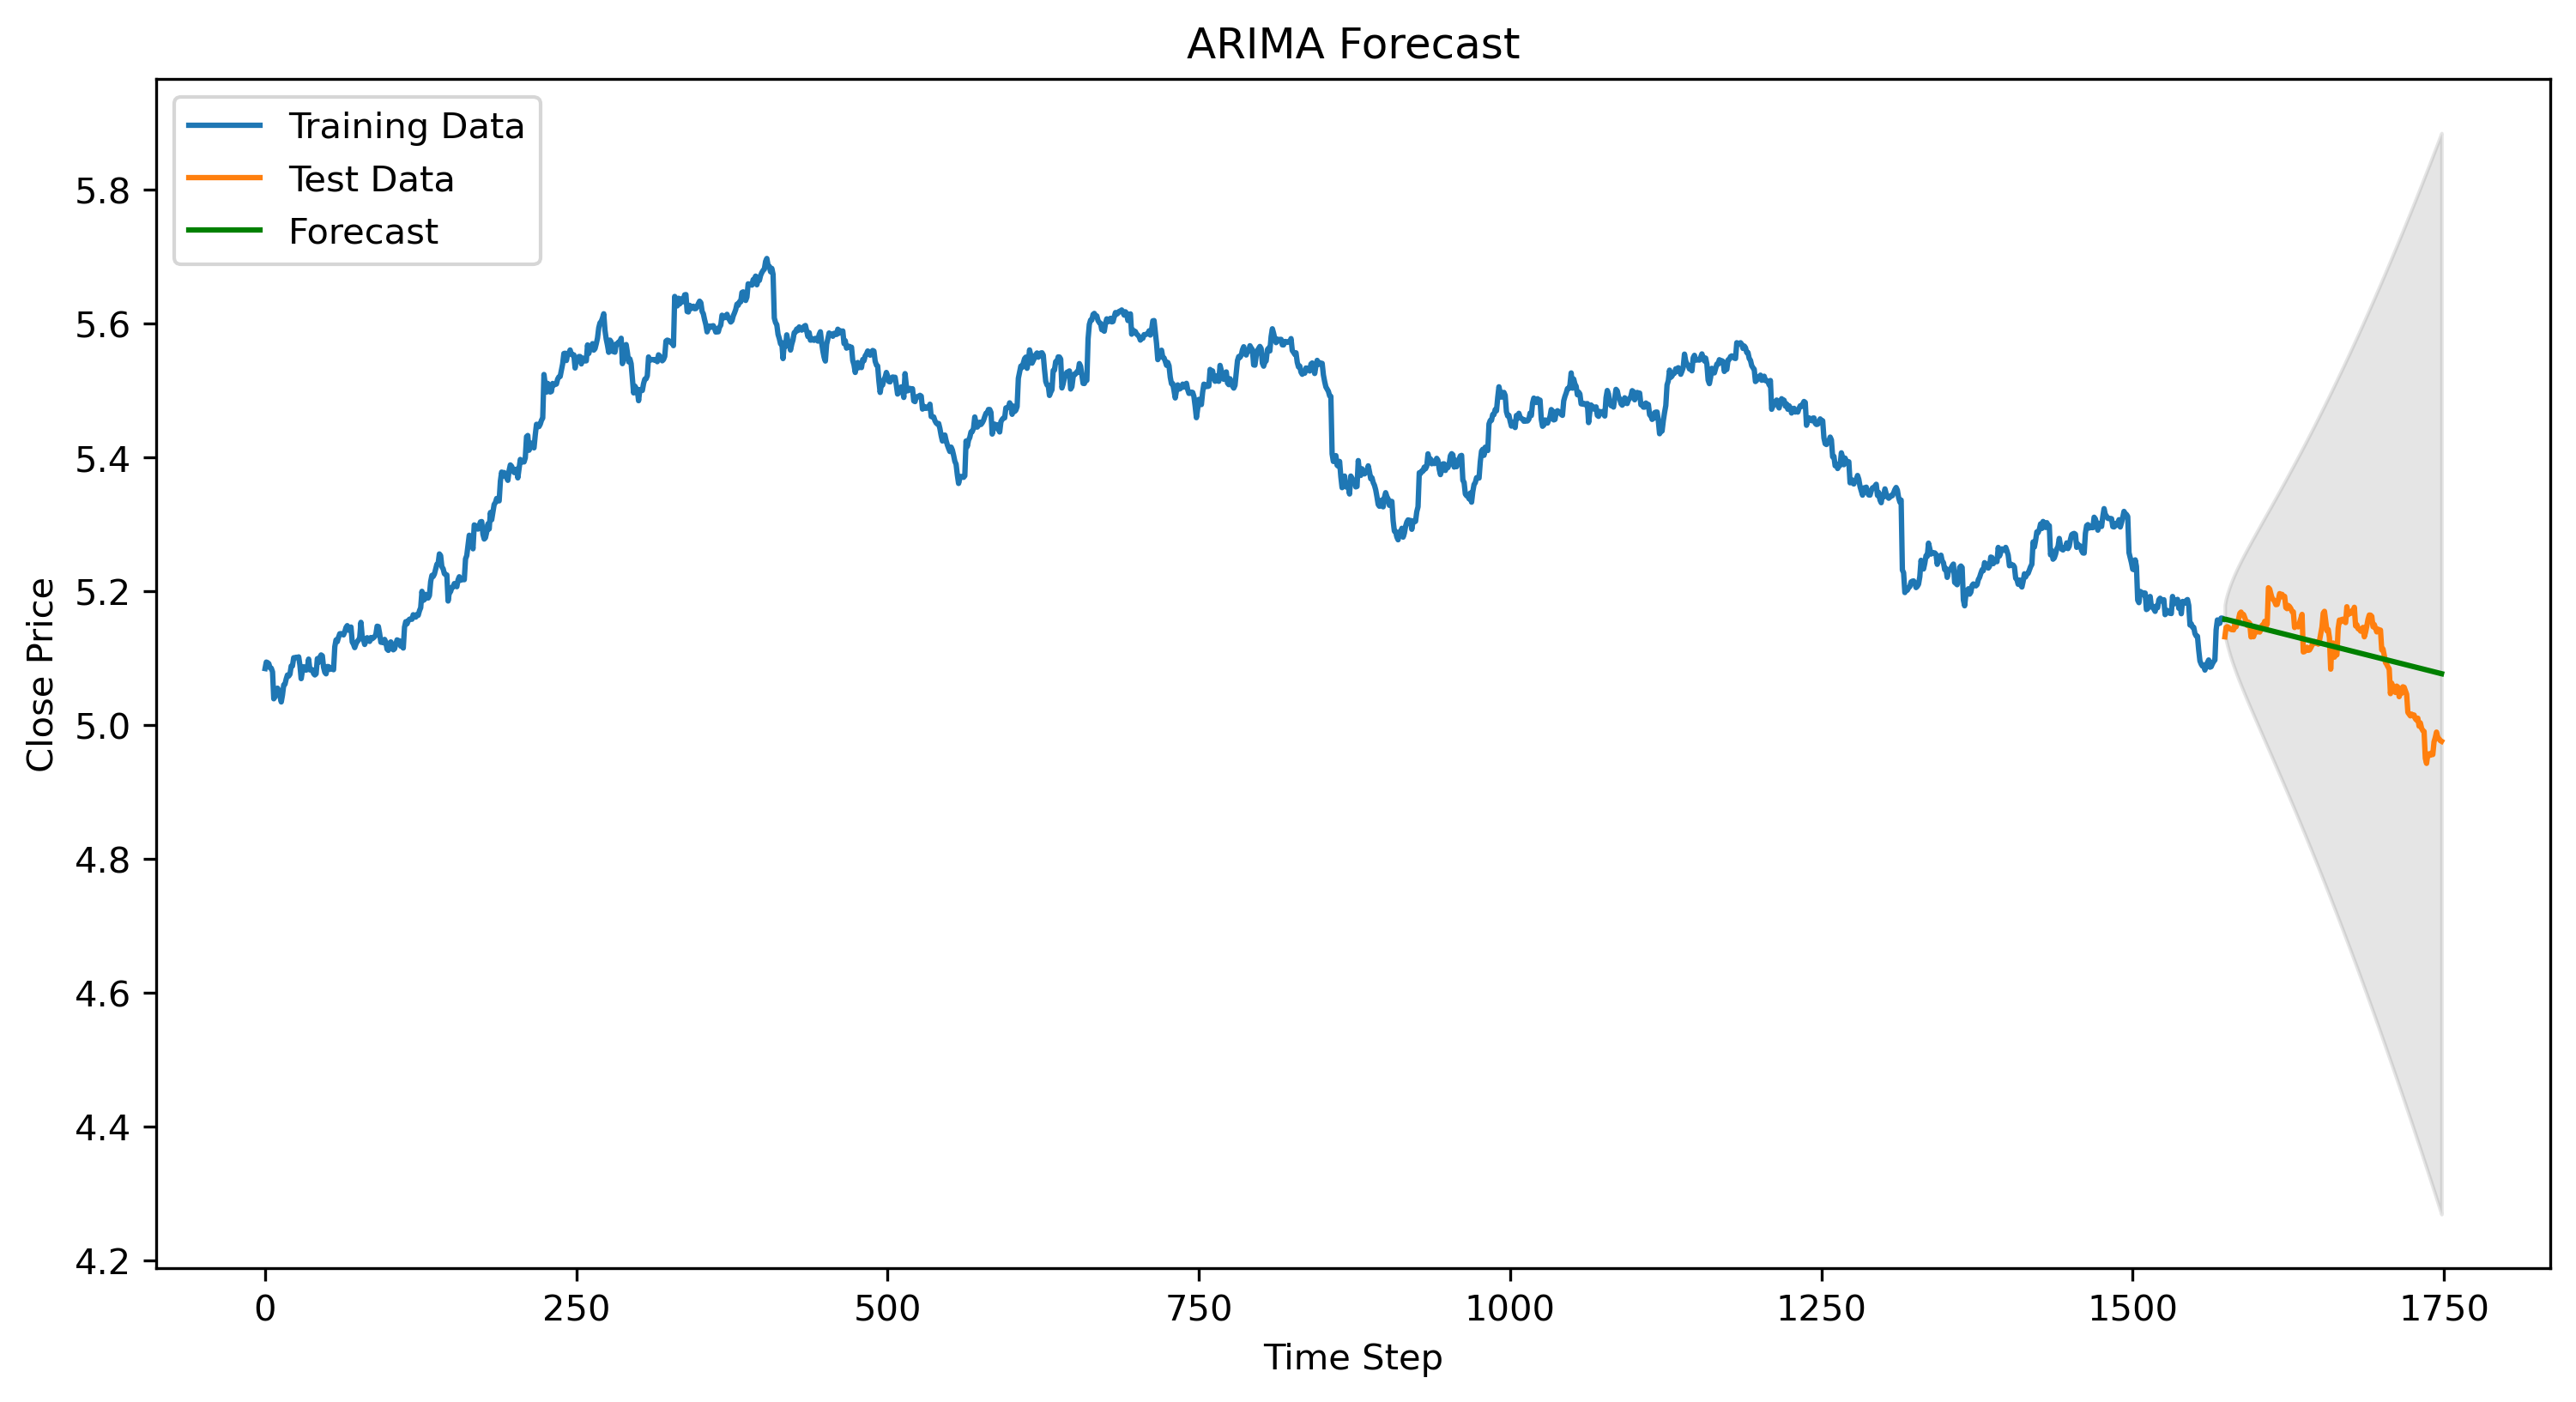 ARIMA Forecast
Training Data
Test Data
Forecast
5.8
5.6
5.4
5.2
5.0
4.8
4.6
4.4
4.2
Close Price
0 250 500 750 1000 1250 1500 1750
Time Step